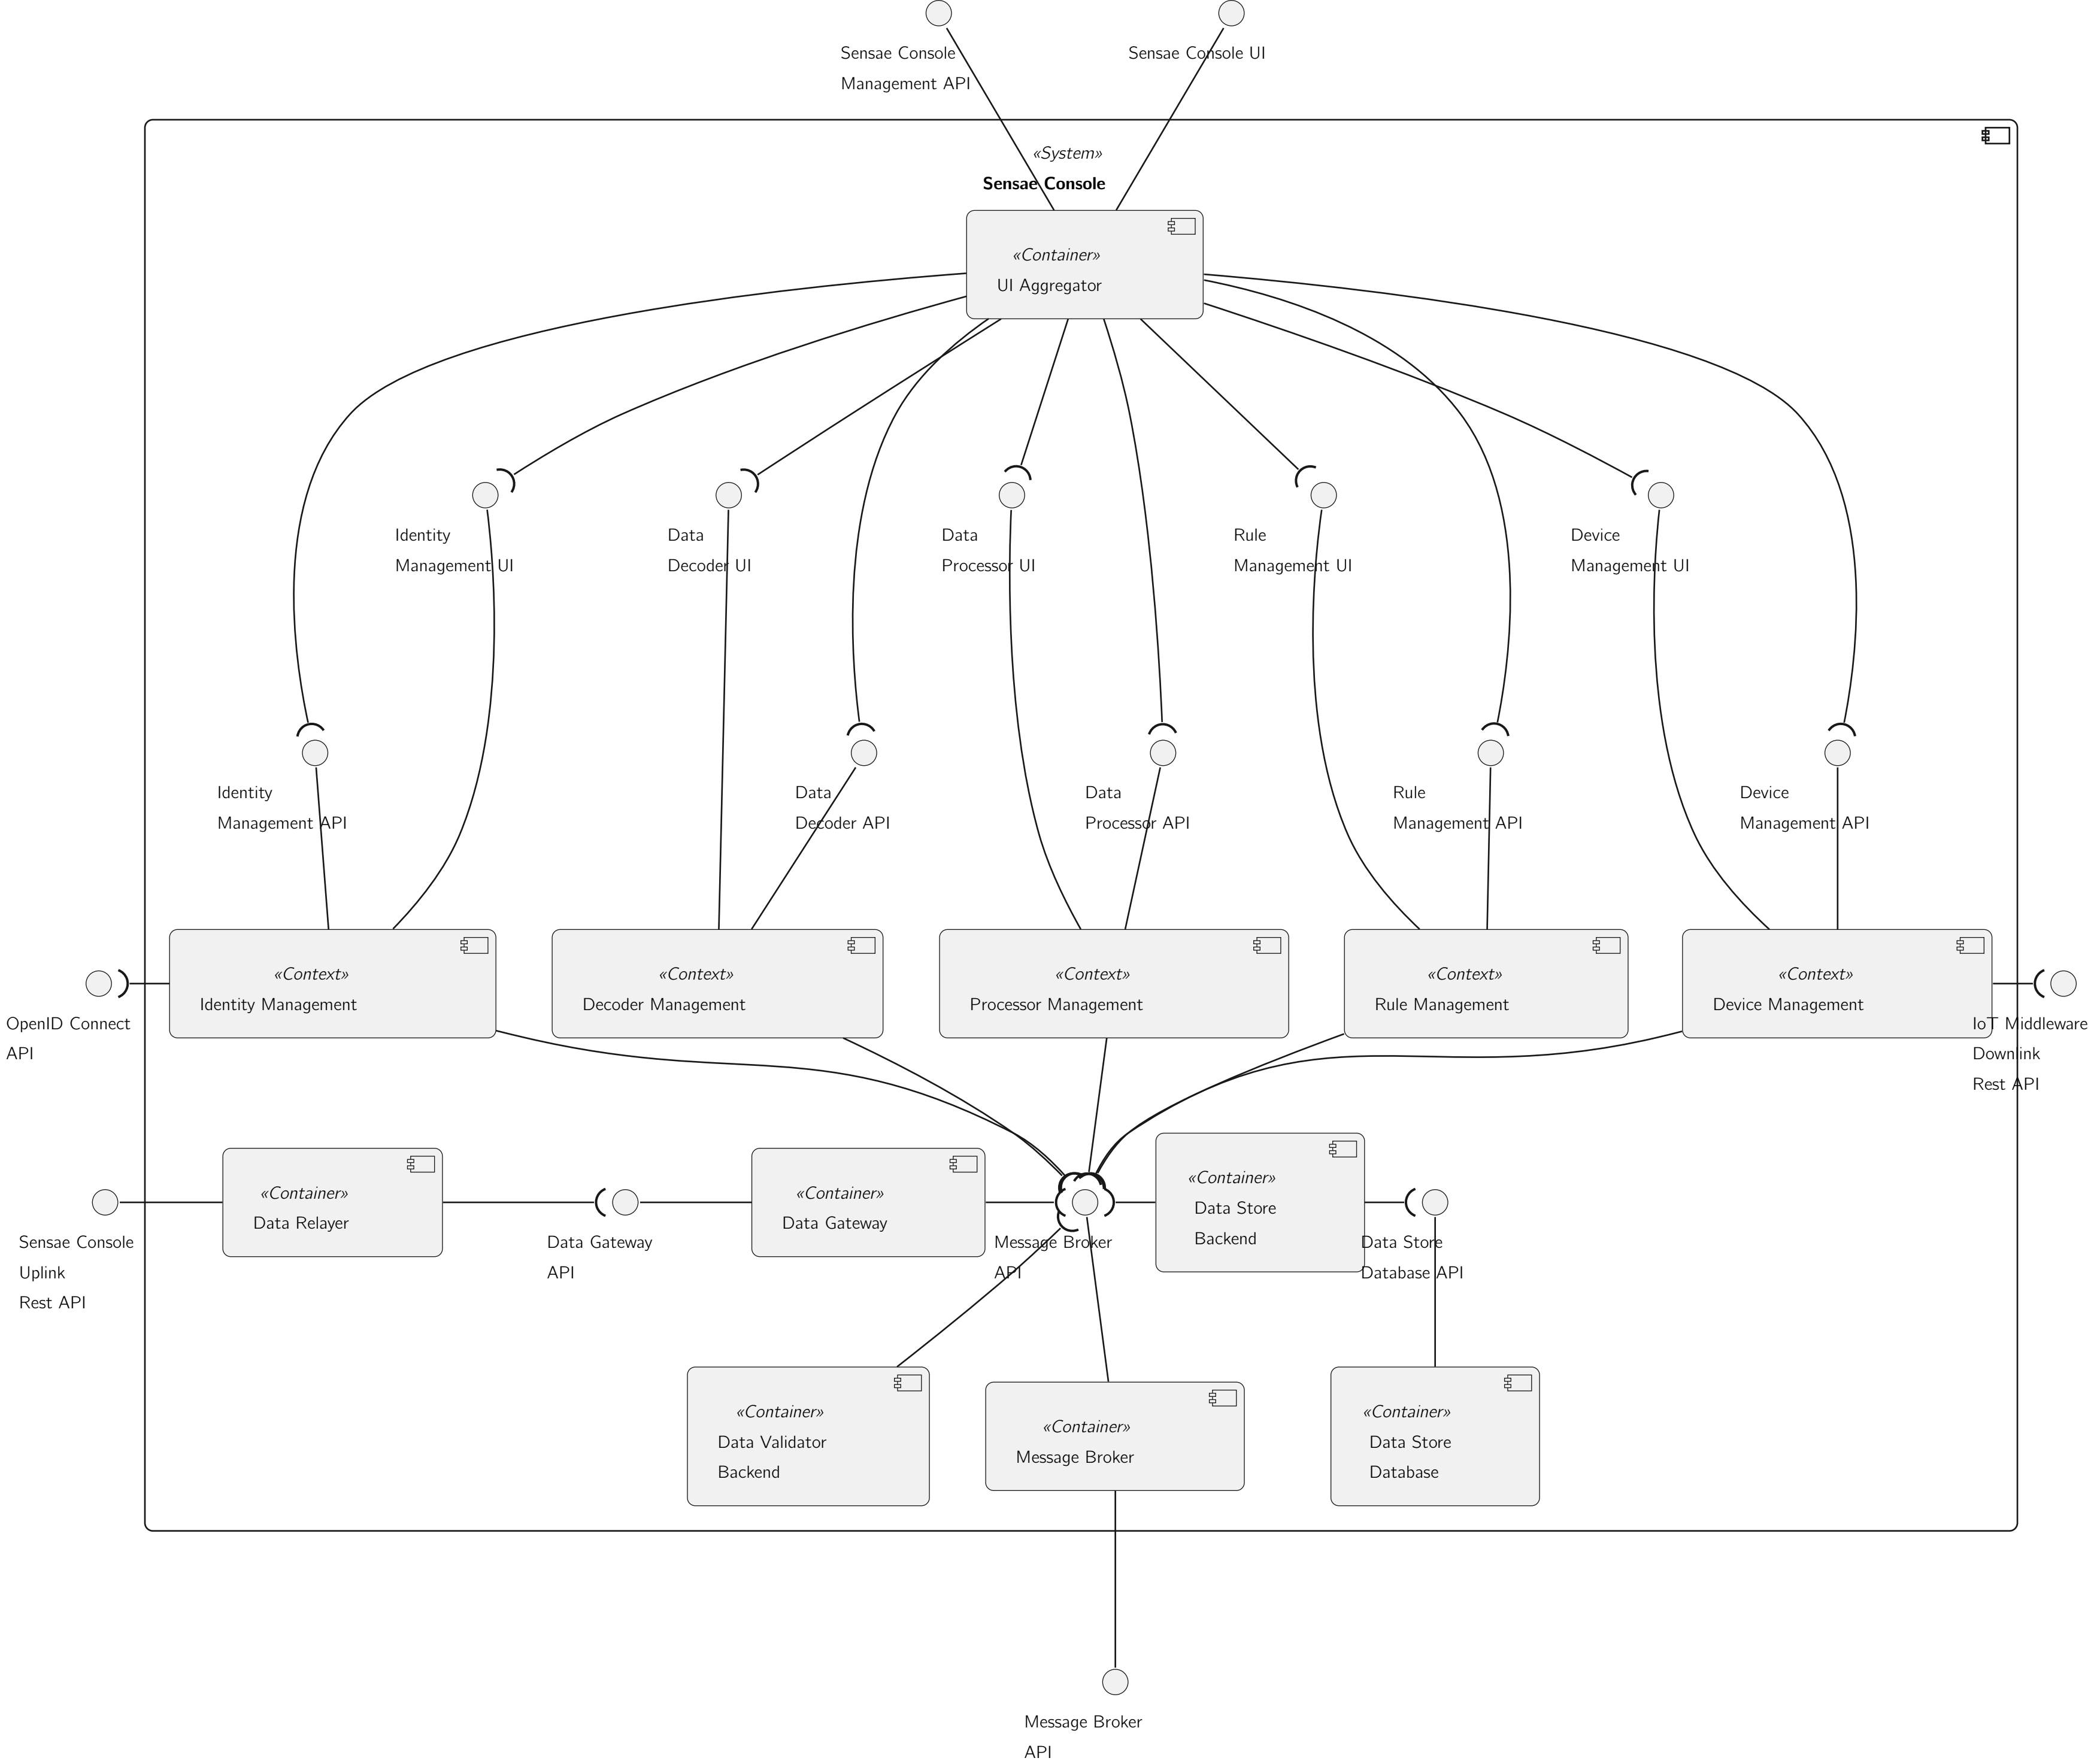 Sensae Console
Management API
Sensae Console UI
«System»
Sensae Console
«Container»
UI Aggregator
Identity
Management UI
Data
Decoder UI
Data
Processor UI
Rule
Management UI
Device
Management UI
Identity
Management API
Data
Decoder API
Data
Processor API
Rule
Management API
Device
Management API
«Context»
Identity Management
«Context»
Decoder Management
«Context»
Processor Management
«Context»
Rule Management
«Context»
Device Management
OpenID Connect
API
IoT Middleware
Downlink
Rest API
«Container»
Data Relayer
«Container»
Data Gateway
«Container»
Data Store
Backend
Sensae Console
Uplink
Rest API
Data Gateway
API
Message Broker
API
Data Store
Database API
«Container»
Data Validator
Backend
«Container»
Message Broker
«Container»
Data Store
Database
Message Broker
API